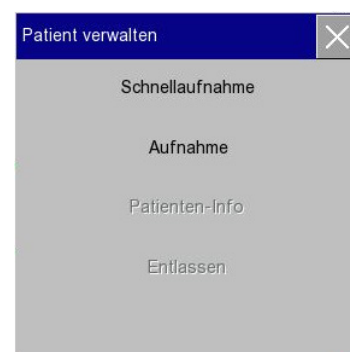 Patient verwalten
Schnellaufnahme
Aufnahme
Patienten-Info
Entlassen